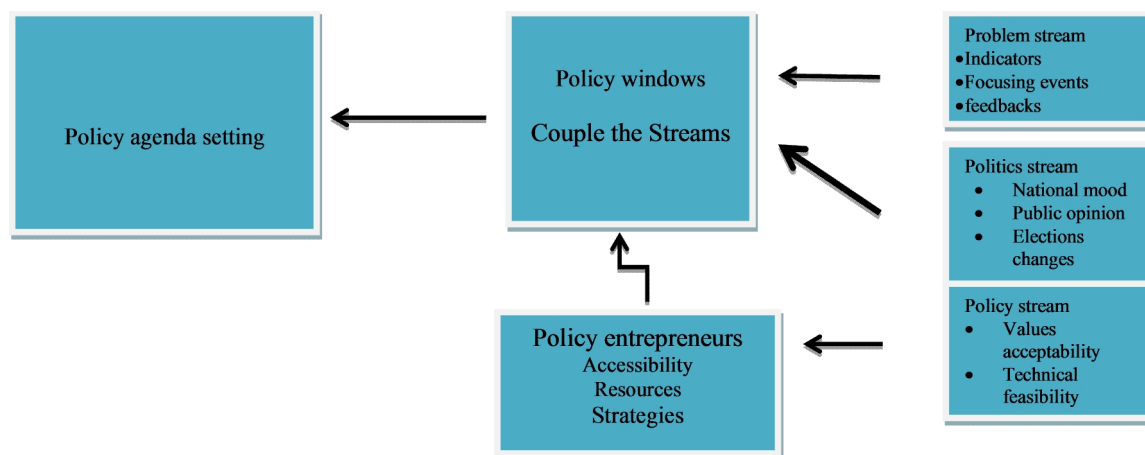 Policy agenda setting
Policy windows
Couple the Streams
Policy entrepreneurs
Accessibility
Resources
Strategies
Problem stream
●Indicators
●Focusing events
●feedbacks
Politics stream
● National mood
● Public opinion
● Elections
changes
Policy stream
● Values
acceptability
● Technical
feasibility